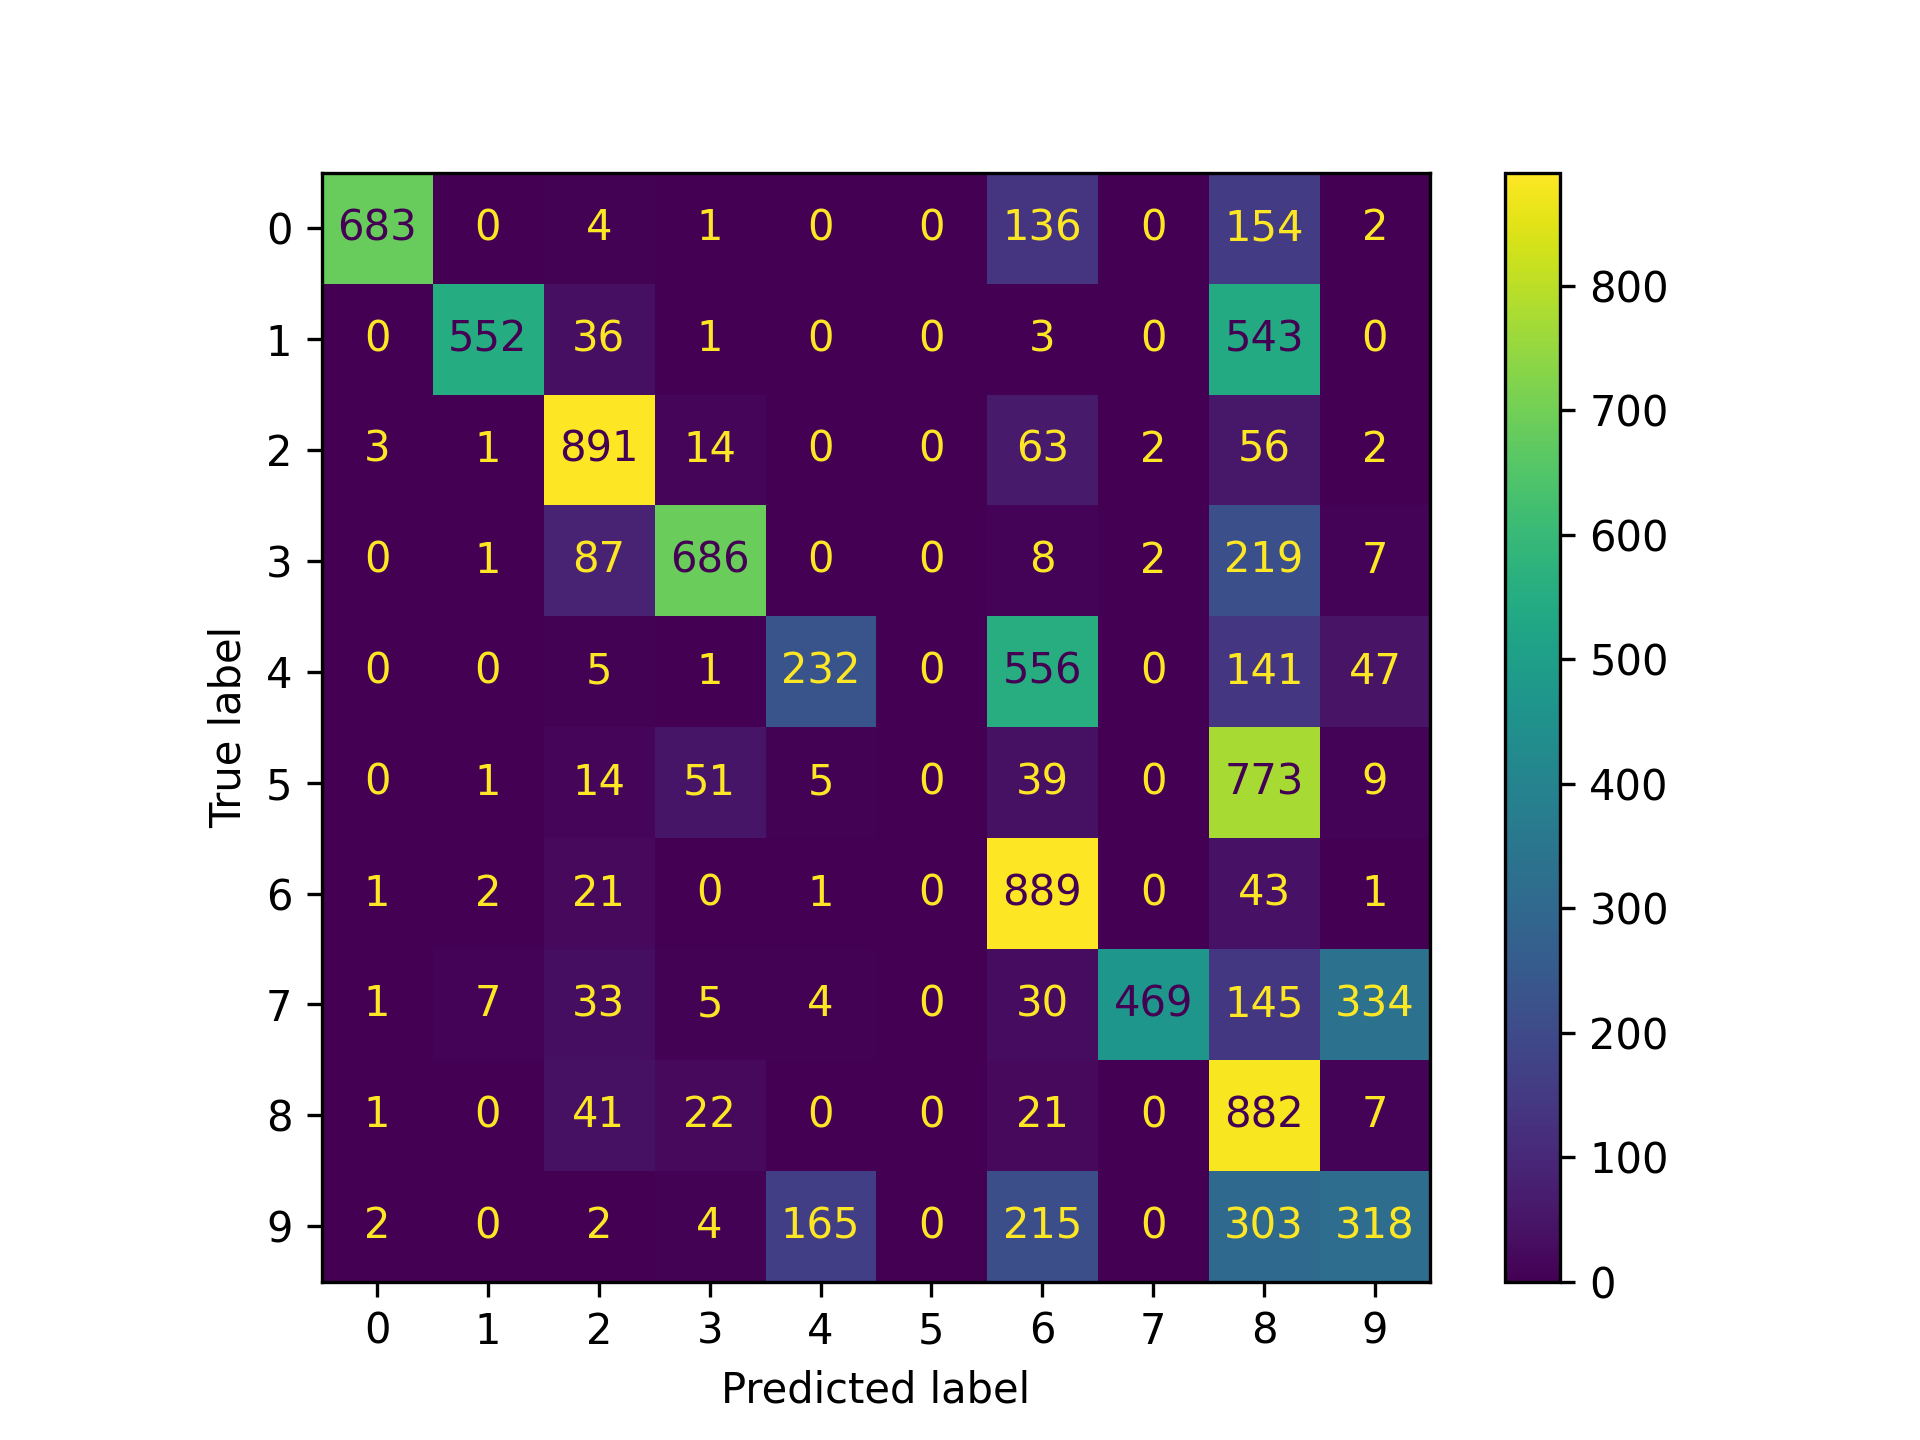 0 683 0 4 1 0 0 136 0 154 2
1 0 552 36 1 0 0 3 0 543 0
2 3 1 891 14 0 0 63 2 56 2
3 0 1 87 686 0 0 8 2 219 7
4 0 0 5 1 232 0 556 0 141 47
5 0 1 14 51 5 0 39 0 773 9
6 1 2 21 0 1 0 889 0 43 1
7 1 7 33 5 4 0 30 469 145 334
8 1 0 41 22 0 0 21 0 882 7
9 2 0 2 4 165 0 215 0 303 318
0 1 2 3 4 5 6 7 8 9
Predicted label
True label
800
700
600
500
400
300
200
100
0